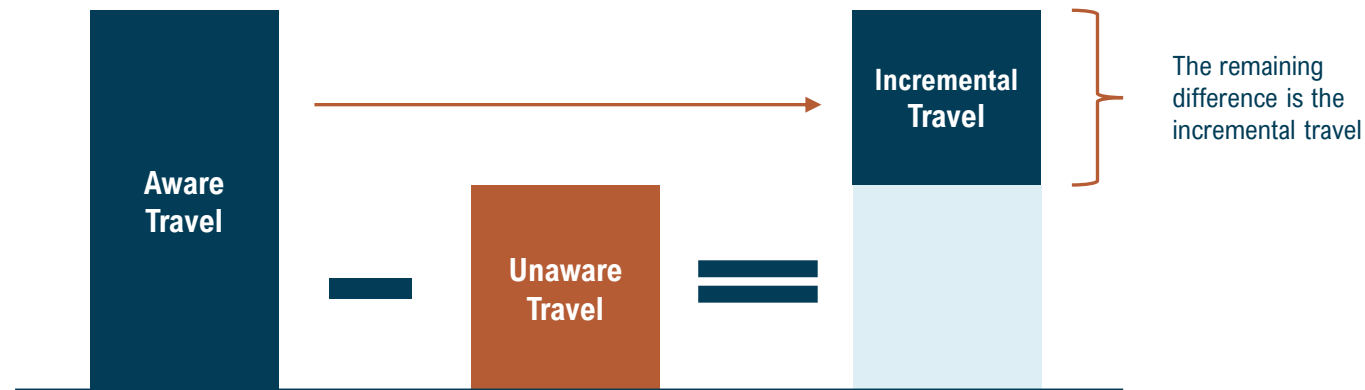 Aware
Travel
Unaware
Travel
Incremental
Travel
The remaining
difference is the
incremental travel